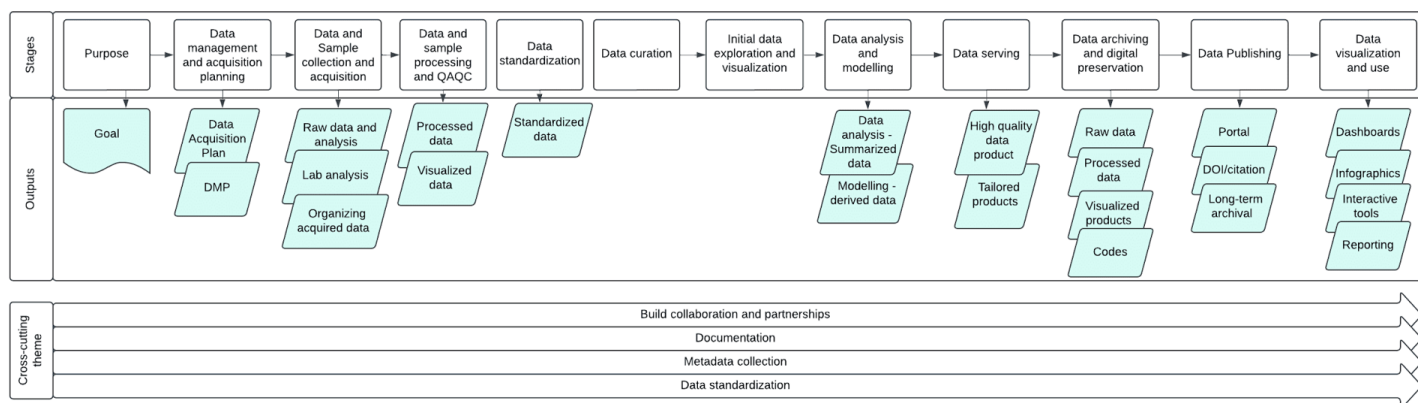 Stages
Purpose
Data
management
and acquisition
planning
Data and
Sample
collection and
acquisition
Data and
sample
processing
and QAQC
Data
standardization
Data curation
Initial data
exploration and
visualization
Data analysis
and
modelling
Data serving
Data archiving
and digital
preservation
Data Publishing
Data
visualization
and use
Outputs
Goal
Data
Acquisition
Plan
DMP
Raw data and
analysis
Lab analysis
Organizing
acquired data
Processed
data
Visualized
data
Standardized
data
Data
analysis -
Summarized
data
Modelling -
derived data
High quality
data
product
Tailored
products
Raw data
Processed
data
Visualized
products
Codes
Portal
DOI/citation
Long-term
archival
Dashboards
Infographics
Interactive
tools
Reporting
Cross-cutting
theme
Build collaboration and partnerships
Documentation
Metadata collection
Data standardization